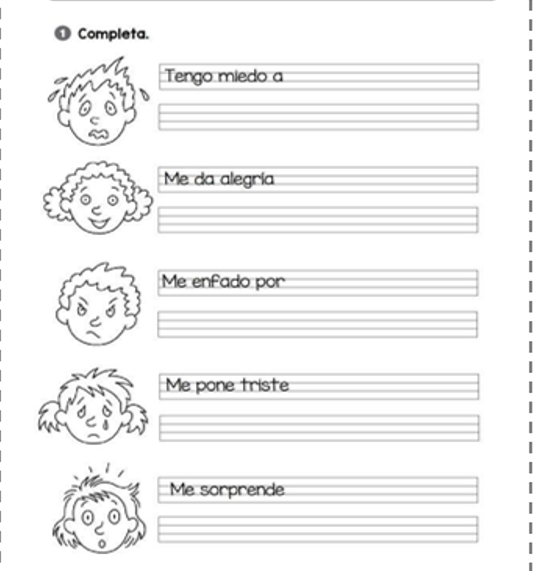 1 Completa.
Tengo miedo a
Me da alegría
Me enfado por
Me pone triste
Me sorprende